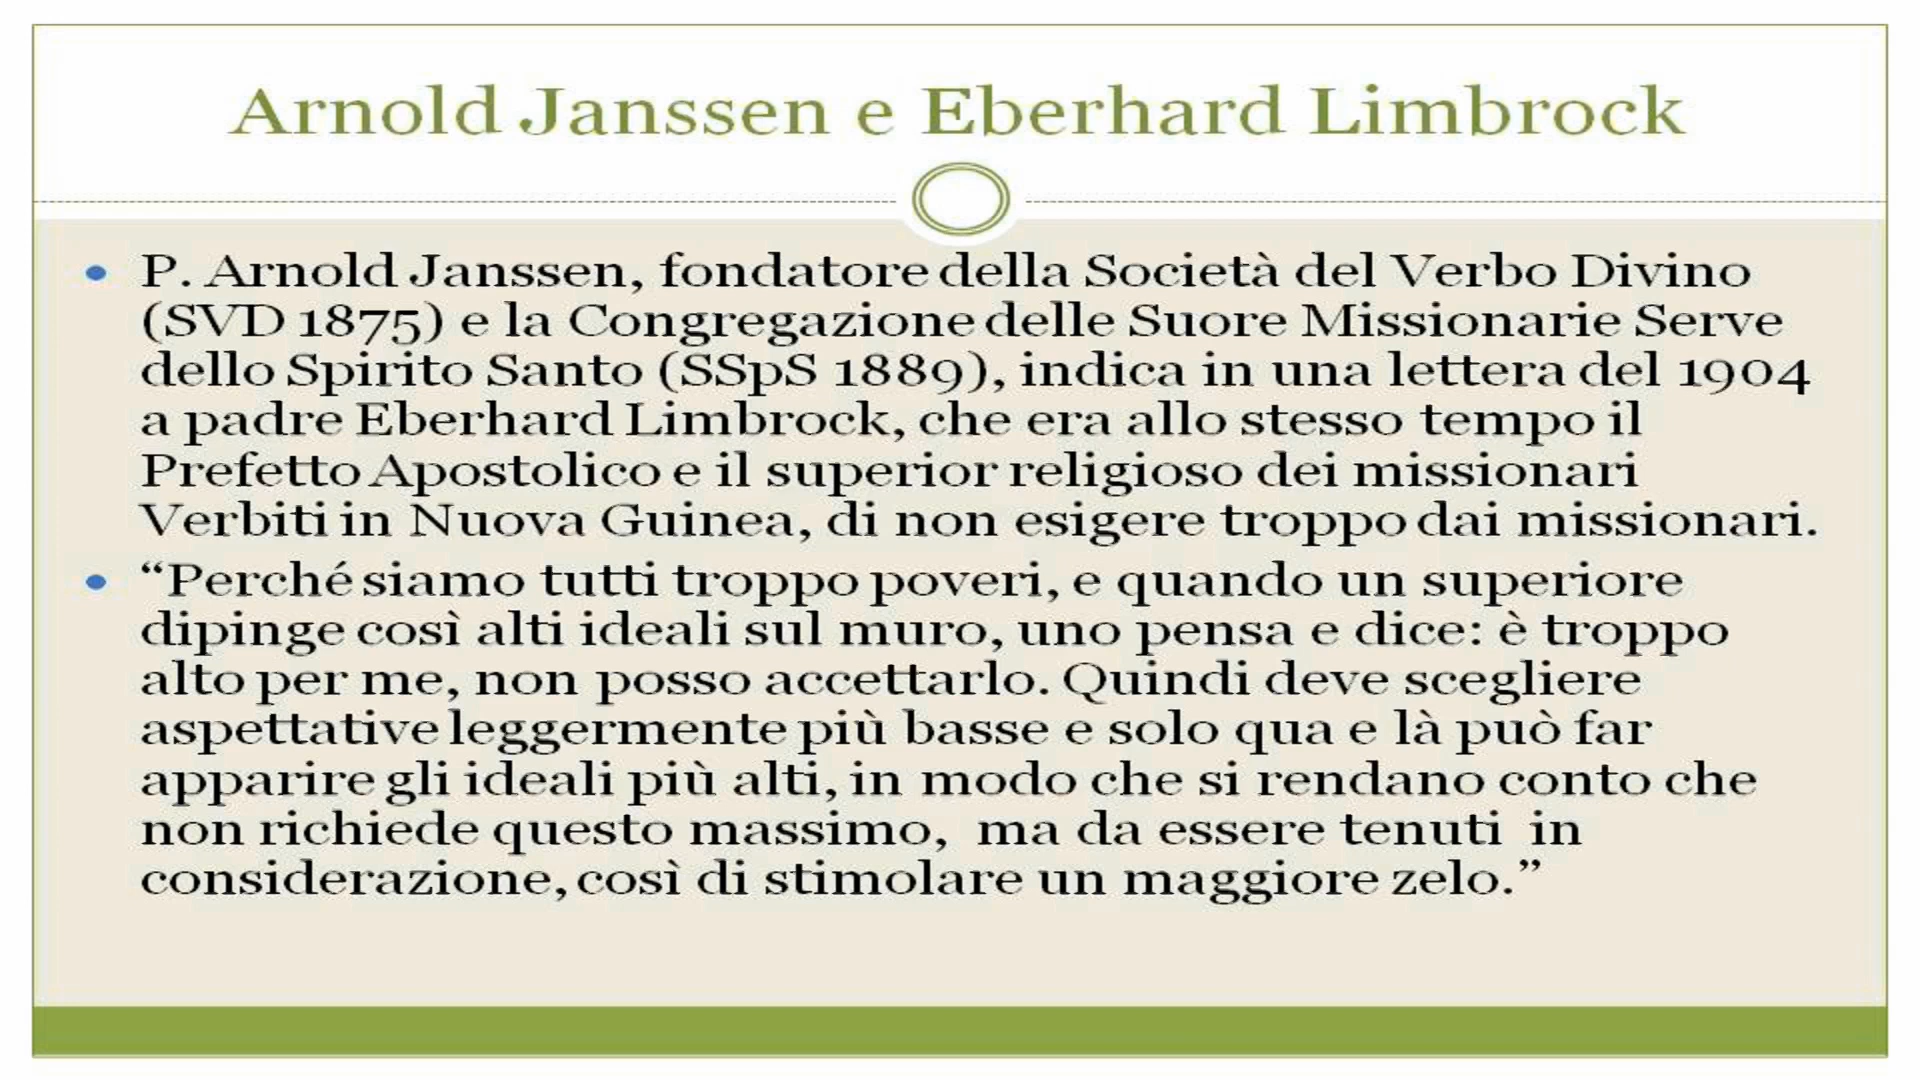 Arnold Janssen e Eberhard Limbrock
• P. Arnold Janssen, fondatore della Società del Verbo Divino
(SVD 1875) e la Congregazione delle Suore Missionarie Serve
dello Spirito Santo (SSpS 1889), indica in una lettera del 1904
a padre Eberhard Limbrock, che era allo stesso tempo il
Prefetto Apostolico e il superior religioso dei missionari
Verbiti in Nuova Guinea, di non esigere troppo dai missionari.
• “Perché siamo tutti troppo poveri, e quando un superiore
dipinge così alti ideali sul muro, uno pensa e dice: è troppo
alto per me, non posso accettarlo. Quindi deve scegliere
aspettative leggermente più basse e solo qua e là può far
apparire gli ideali più alti, in modo che si rendano conto che
non richiede questo massimo, ma da essere tenuti in
considerazione, così di stimolare un maggiore zelo.”